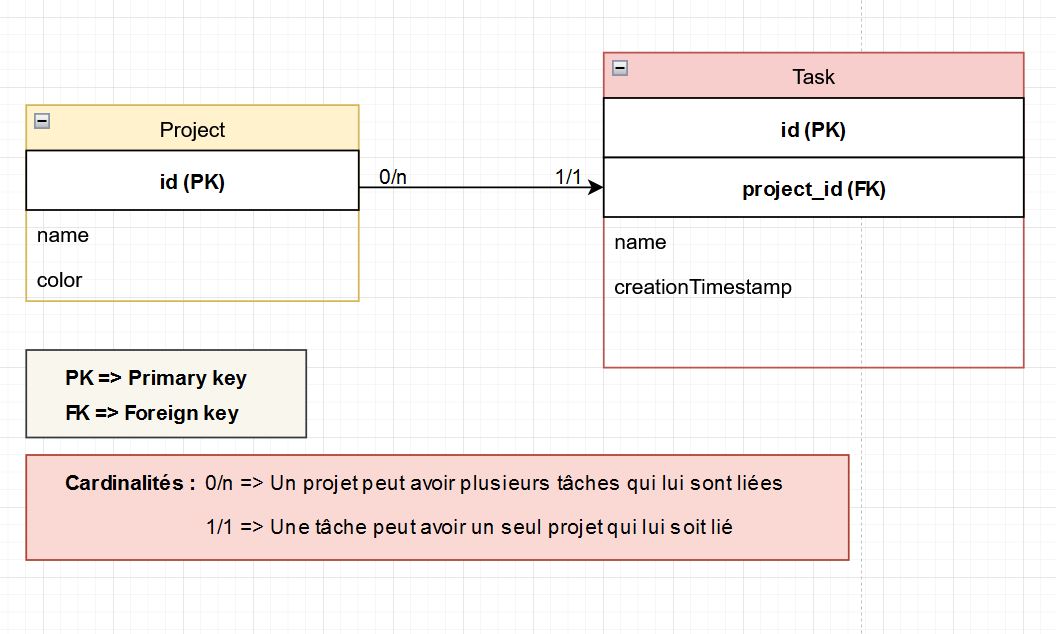 Project
id (PK)
name
color
0/n
1/1
Task
id (PK)
project_id (FK)
name
creationTimestamp
PK => Primary key
FK => Foreign key
Cardinalités : 0/n => Un projet peut avoir plusieurs tâches qui lui sont liées
1/1 => Une tâche peut avoir un seul projet qui lui soit lié